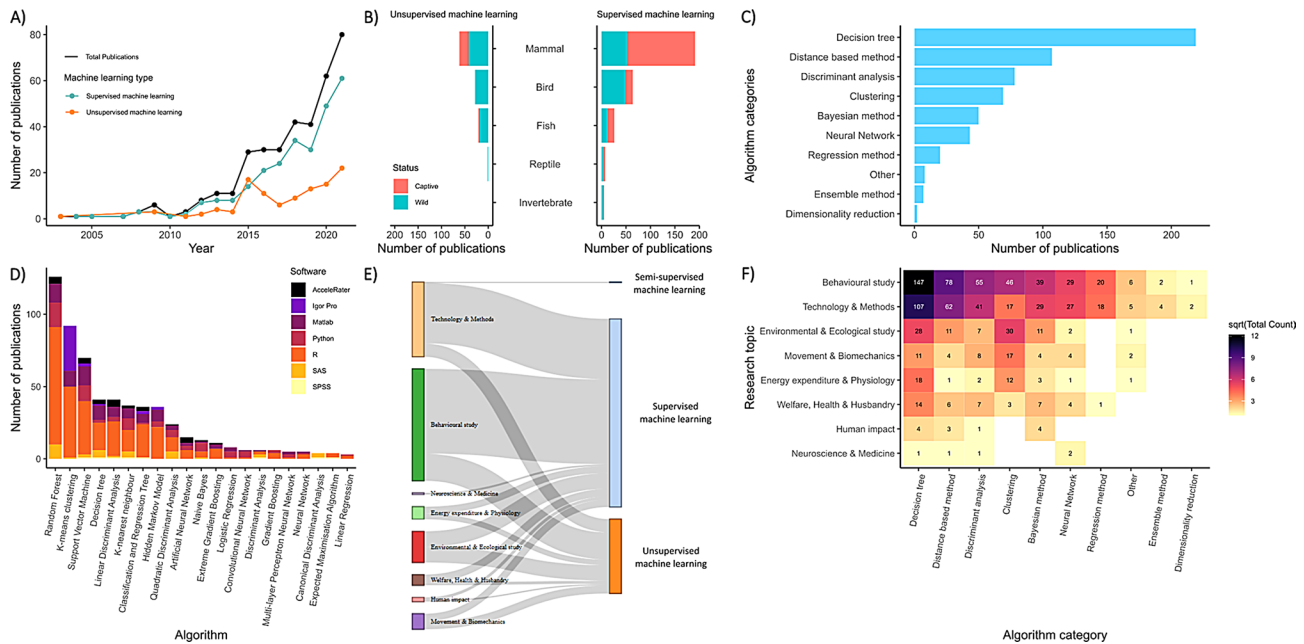 A)
80
60
40
20
0
Number of publications
Total Publications
Machine learning type
Supervised machine learning
Unsupervised machine learning
2005 2010 2015 2020
Year
B)
Unsupervised machine learning
Supervised machine learning
Mammal
Bird
Fish
Reptile
Invertebrate
Status
Captive
Wild
200 150 100 50 0
0 50 100 150 200
Number of publications
Number of publications
C)
Algorithm categories
Decision tree
Distance based method
Discriminant analysis
Clustering
Bayesian method
Neural Network
Regression method
Other
Ensemble method
Dimensionality reduction
0 50 100 150 200
Number of publications
D)
Number of publications
100
50
0
Software
AcceleRater
Igor Pro
Matlab
Python
R
SAS
SPSS
Random Forest
K-means clustering
Support Vector Machine
Decision tree
Linear Discriminant Analysis
K-nearest neighbour
Classification and Regression Tree
Hidden Markov Model
Quadratic Discriminant Analysis
Artificial Neural Network
Naive Bayes
Extreme Gradient Boosting
Logistic Regression
Convolutional Neural Network
Discriminant Analysis
Gradient Boosting
Multi-layer Perceptron Neural Network
Neural Network
Canonical Discriminant Analysis
Expected Maximisation Algorithm
Linear Regression
Algorithm
E)
Technology & Methods
Behavioural study
Neuroscience & Medicine
Energy expenditure & Physiology
Environmental & Ecological study
Welfare, Health & Husbandry
Human impact
Movement & Biomechanics
Semi-supervised
machine learning
Supervised
machine learning
Unsupervised
machine learning
F)
Research topic
Behavioural study 147 78 55 46 39 29 20 6 2 1
Technology & Methods 107 62 41 17 29 27 18 5 4 2
Environmental & Ecological study 28 11 7 30 11 2 1
Movement & Biomechanics 11 4 8 17 4 4 2
Energy expenditure & Physiology 18 1 2 12 3 1 1
Welfare, Health & Husbandry 14 6 7 3 7 4 1
Human impact 4 3 1 4
Neuroscience & Medicine 1 1 1 2
Decision tree
Distance based method
Discriminant analysis
Clustering
Bayesian method
Neural Network
Regression method
Other
Ensemble method
Dimensionality reduction
Algorithm category
sqrt(Total Count)
12
9
6
3